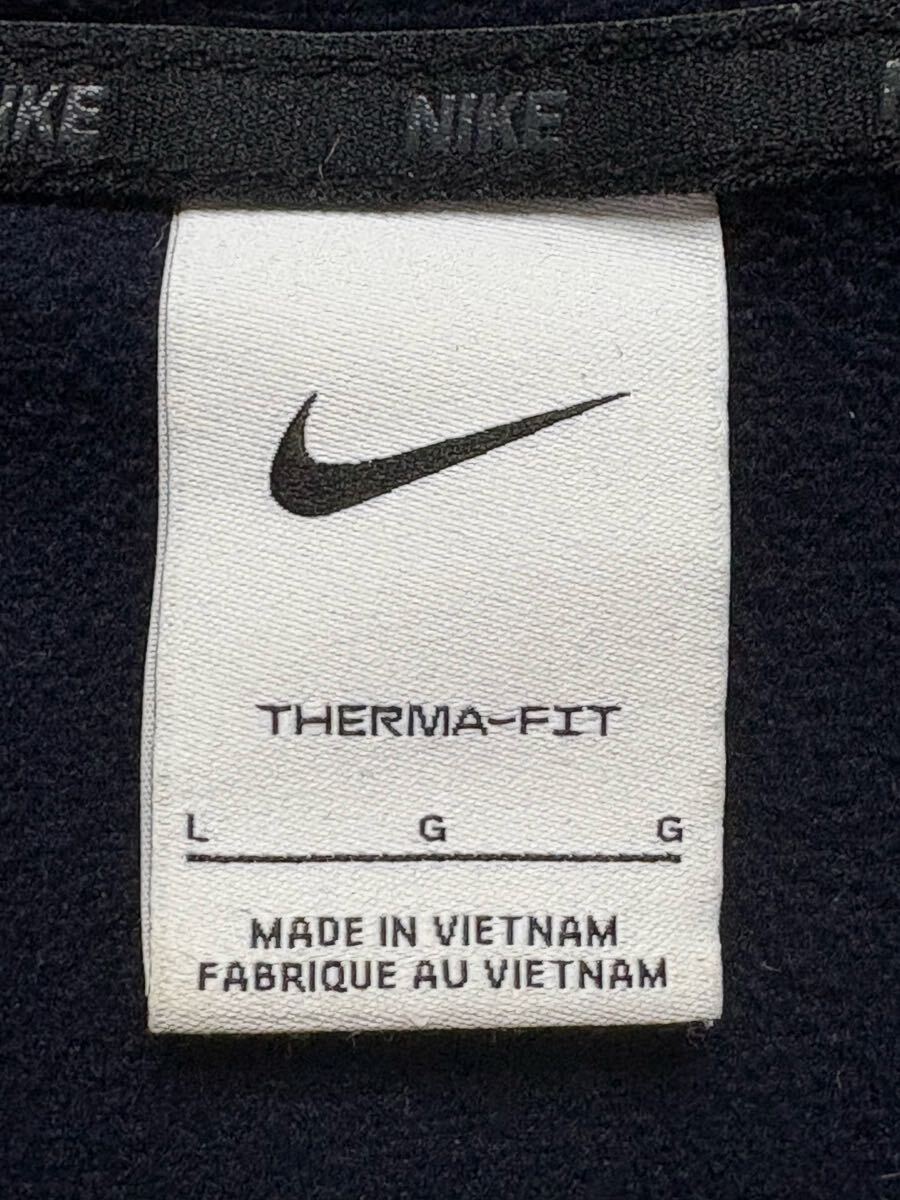 NIKE NIKE
THERMA-FIT
L G G
MADE IN VIETNAM
FABRIQUE AU VIETNAM